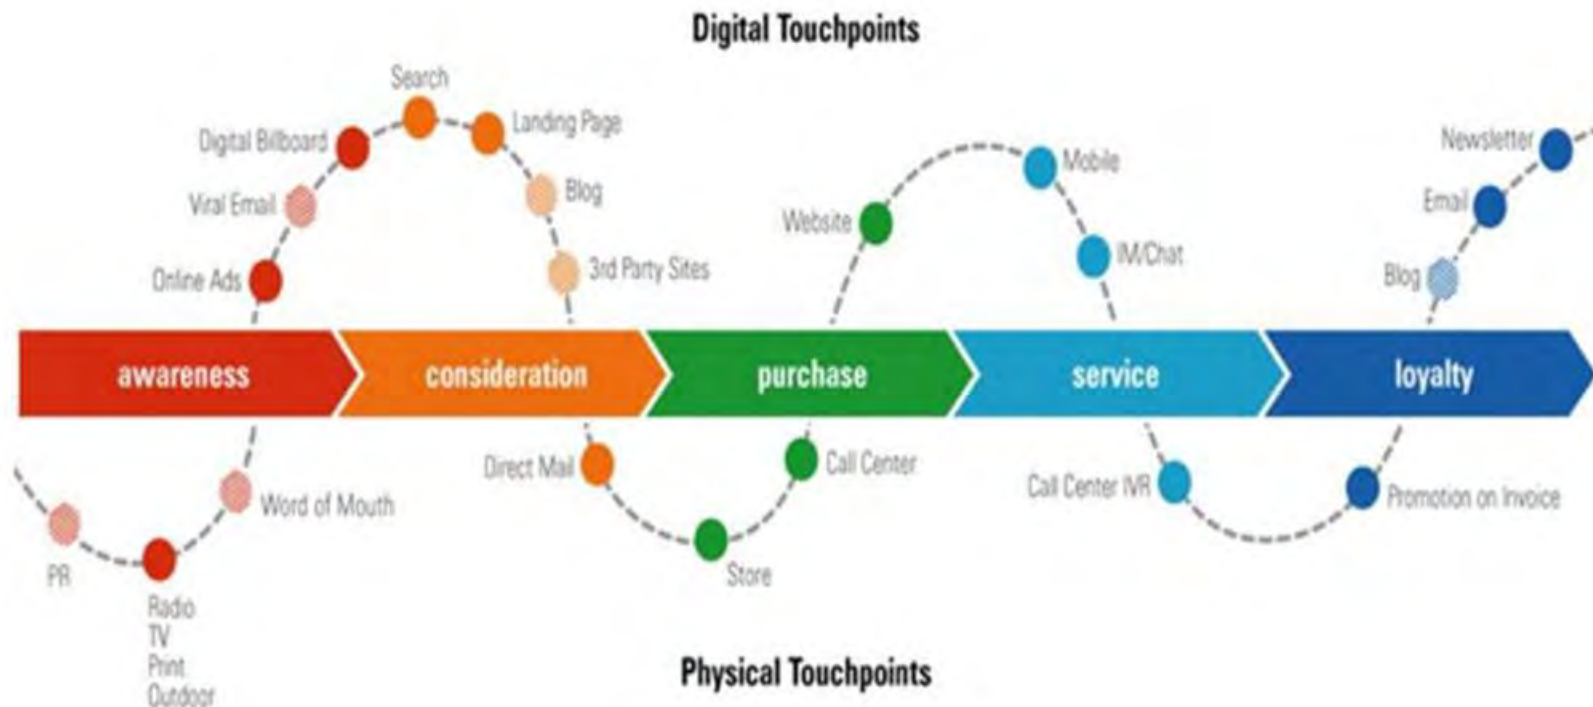 Digital Touchpoints
Search
Digital Billboard
Landing Page
Viral Email
Blog
Online Ads
3rd Party Sites
Website
Mobile
IM/Chat
Newsletter
Email
Blog
awareness
consideration
purchase
service
loyalty
PR
Radio
TV
Print
Outdoor
Word of Mouth
Direct Mail
Store
Call Center
Call Center IVR
Promotion on Invoice
Physical Touchpoints